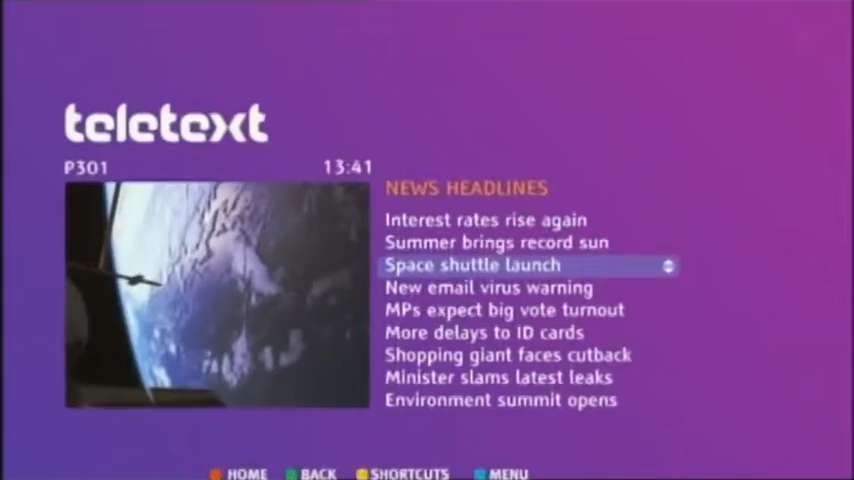 teletext
P301 13:41
NEWS HEADLINES
Interest rates rise again
Summer brings record sun
Space shuttle launch
New email virus warning
MPs expect big vote turnout
More delays to ID cards
Shopping giant faces cutback
Minister slams latest leaks
Environment summit opens
HOME BACK SHORTCUTS MENU